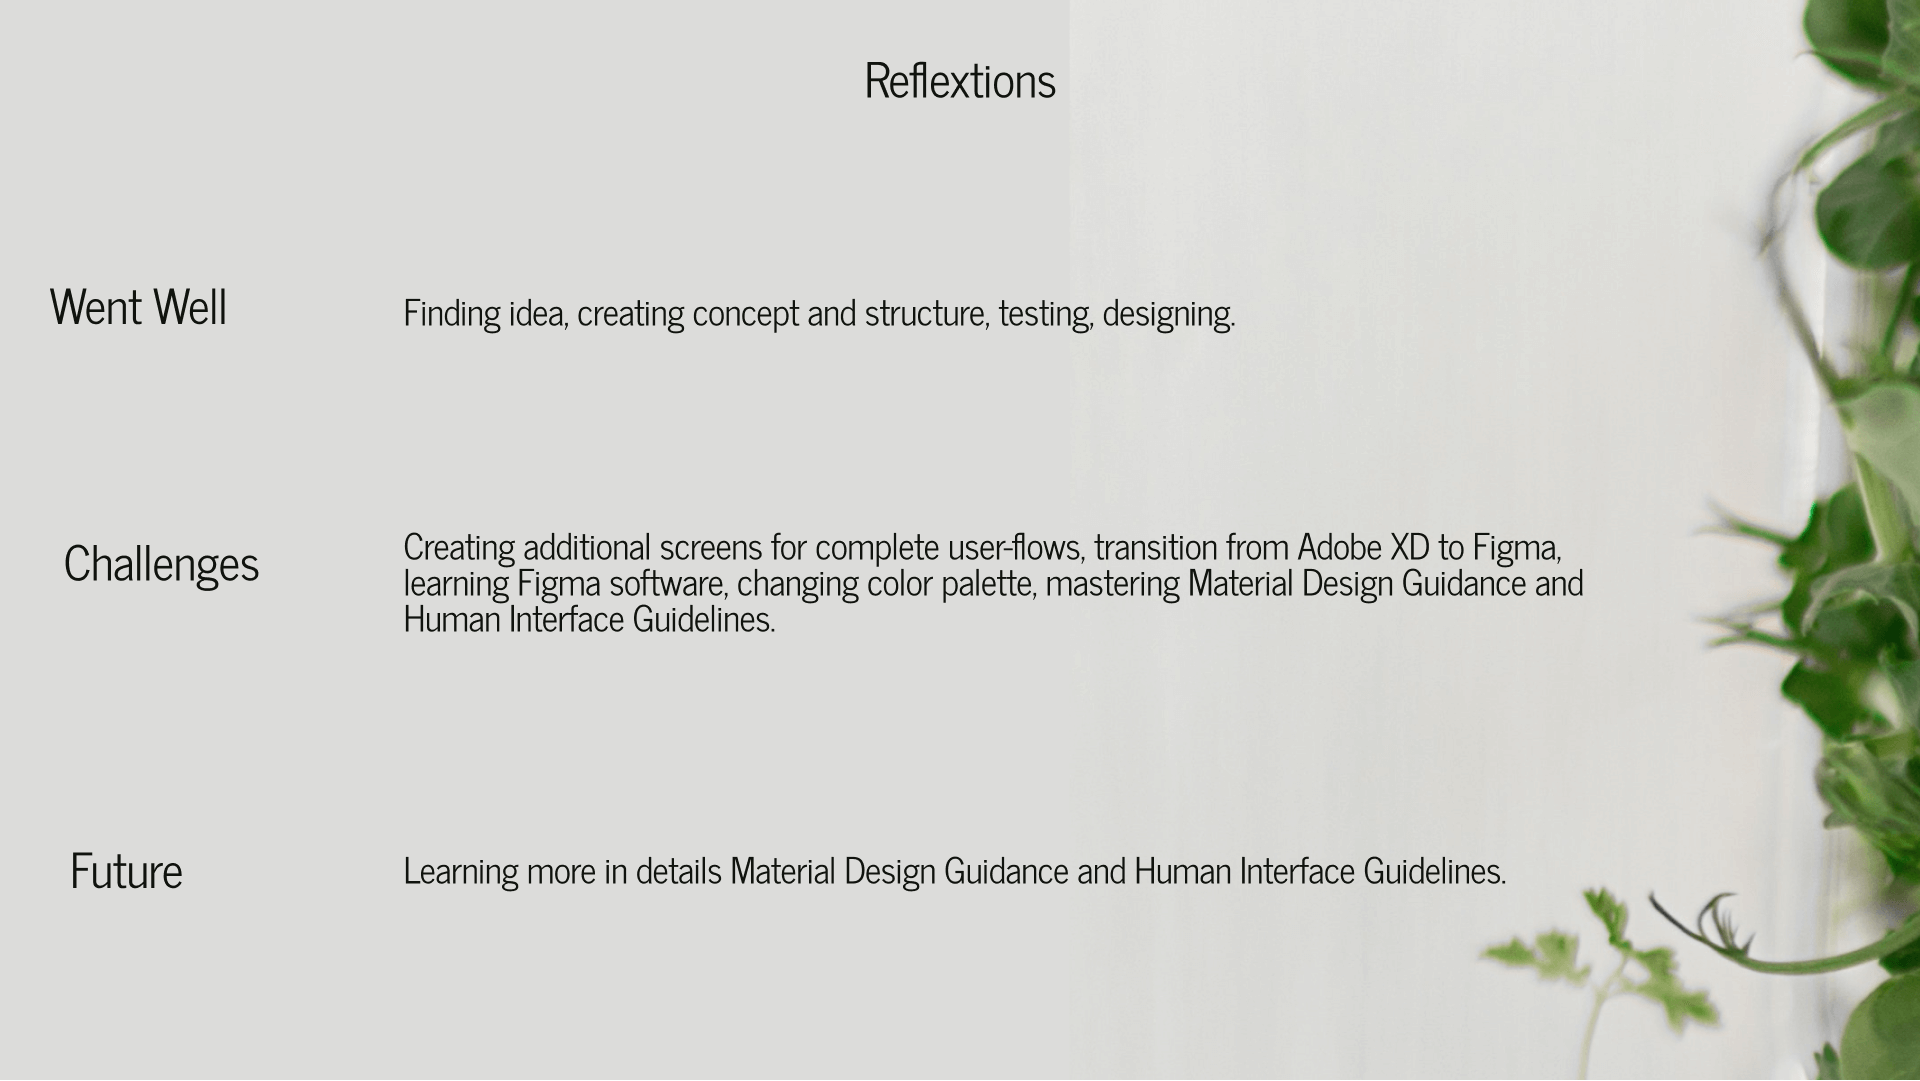 Reflextions
Went Well
Finding idea, creating concept and structure, testing, designing.
Challenges
Creating additional screens for complete user-flows, transition from Adobe XD to Figma,
learning Figma software, changing color palette, mastering Material Design Guidance and
Human Interface Guidelines.
Future
Learning more in details Material Design Guidance and Human Interface Guidelines.